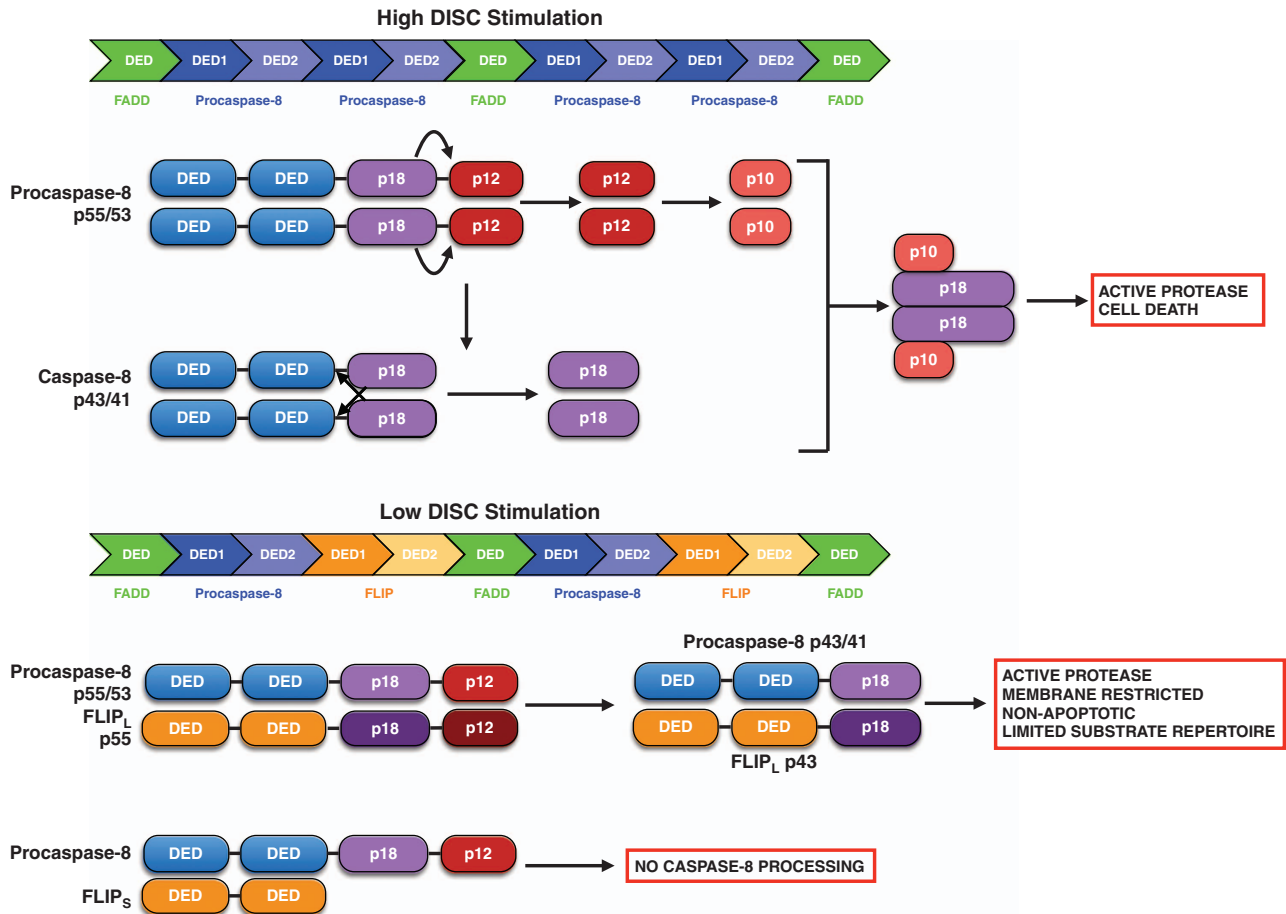 High DISC Stimulation
DED DED1 DED2 DED1 DED2 DED DED1 DED2 DED1 DED2 DED
FADD Procaspase-8 Procaspase-8 FADD Procaspase-8 Procaspase-8 FADD
Procaspase-8
p55/53
DED DED p18 p12 p12 p10
DED DED p18 p12 p12 p10
p10
p18
p18
p10
ACTIVE PROTEASE
CELL DEATH
Caspase-8
p43/41
DED DED p18 p18
DED DED p18 p18
Low DISC Stimulation
DED DED1 DED2 DED1 DED2 DED DED1 DED2 DED1 DED2 DED
FADD Procaspase-8 FLIP FADD Procaspase-8 FLIP FADD
Procaspase-8
p55/53
FLIPL
p55
DED DED p18 p12
DED DED p18 p12
Procaspase-8 p43/41
DED DED p18
DED DED p18
FLIPL p43
ACTIVE PROTEASE
MEMBRANE RESTRICTED
NON-APOPTOTIC
LIMITED SUBSTRATE REPERTOIRE
Procaspase-8
DED DED p18 p12
FLIPS
DED DED
NO CASPASE-8 PROCESSING